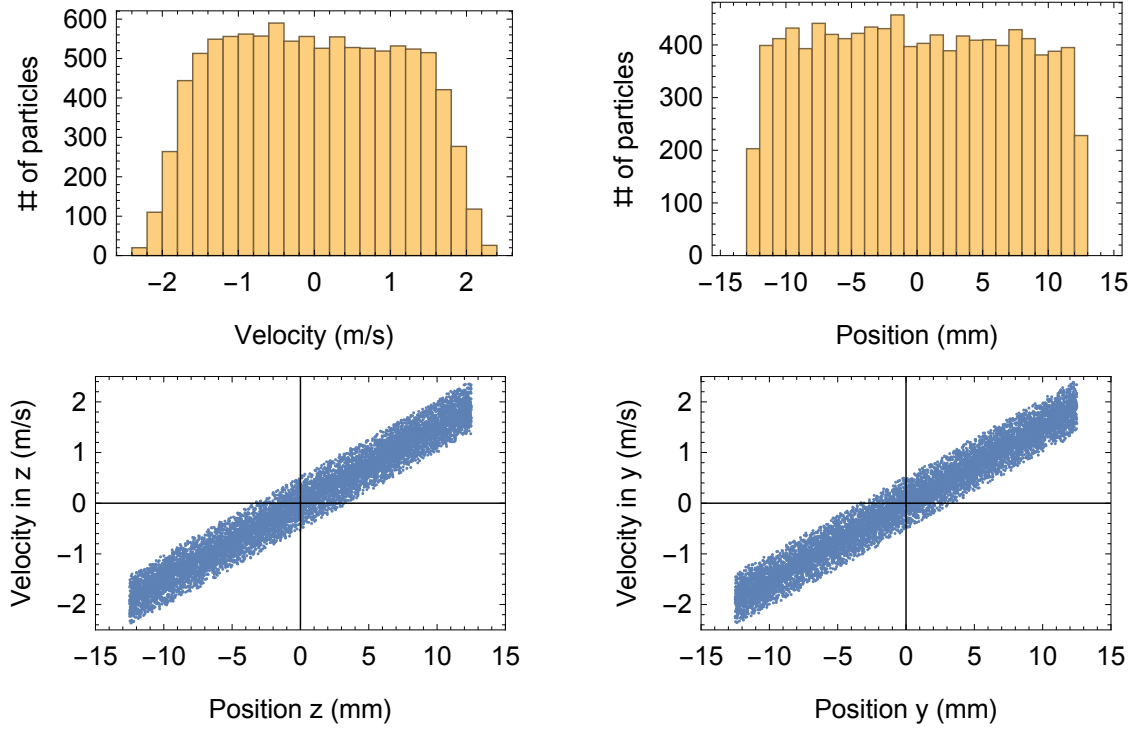 # of particles
600
500
400
300
200
100
0
−2 −1 0 1 2
Velocity (m/s)
# of particles
400
300
200
100
0
−15 −10 −5 0 5 10 15
Position (mm)
Velocity in z (m/s)
2
1
0
−1
−2
−15 −10 −5 0 5 10 15
Position z (mm)
Velocity in y (m/s)
2
1
0
−1
−2
−15 −10 −5 0 5 10 15
Position y (mm)